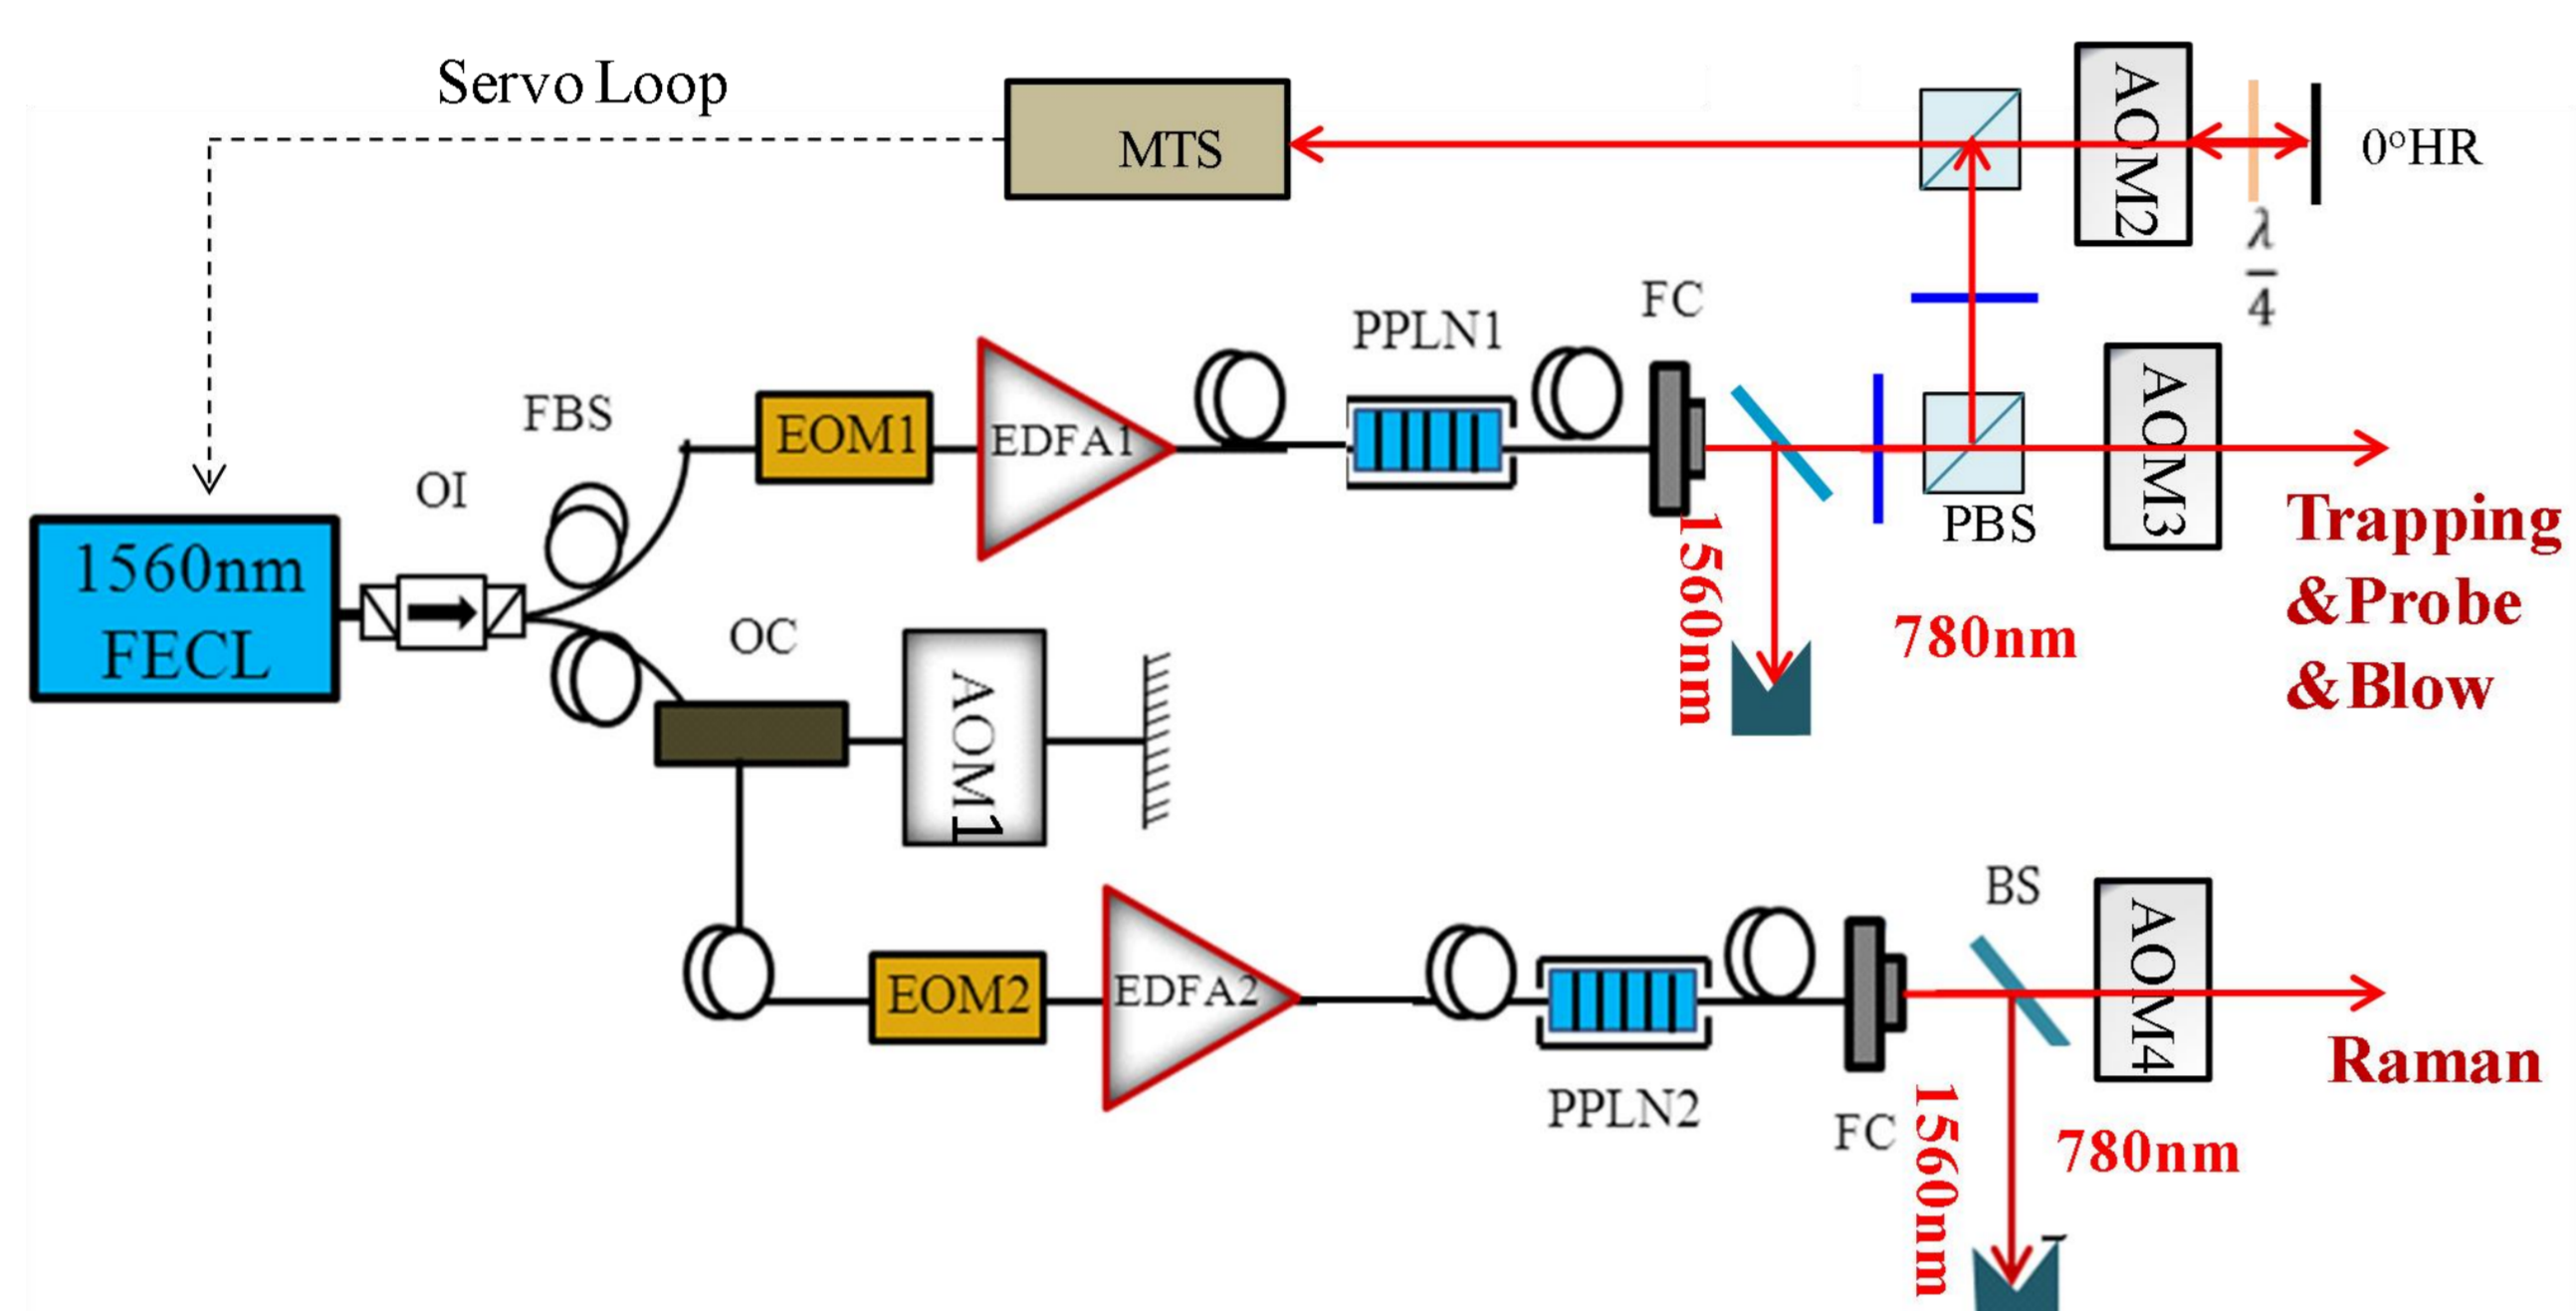 Servo Loop
MTS
AOM2
0°HR
λ
4
FC
PPLN1
FBS
EOM1
EDFA1
AOM3
OI
PBS
1560nm
FECL
1560nm
780nm
Trapping
&Probe
&Blow
OC
AOM1
BS
EOM2
EDFA2
AOM4
PPLN2
FC
1560nm
780nm
Raman